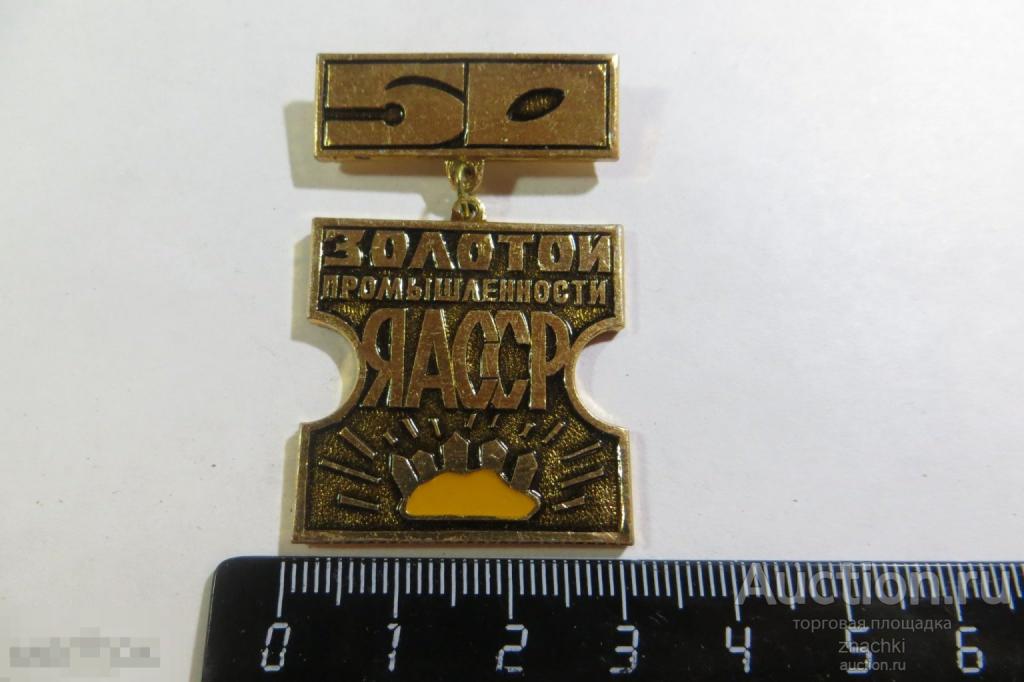 50
ЗОЛОТОЙ
ПРОМЫШЛЕННОСТИ
ЯАССР
Auction.ru
торговая площадка
znachki
auction.ru
0 1 2 3 4 5 6